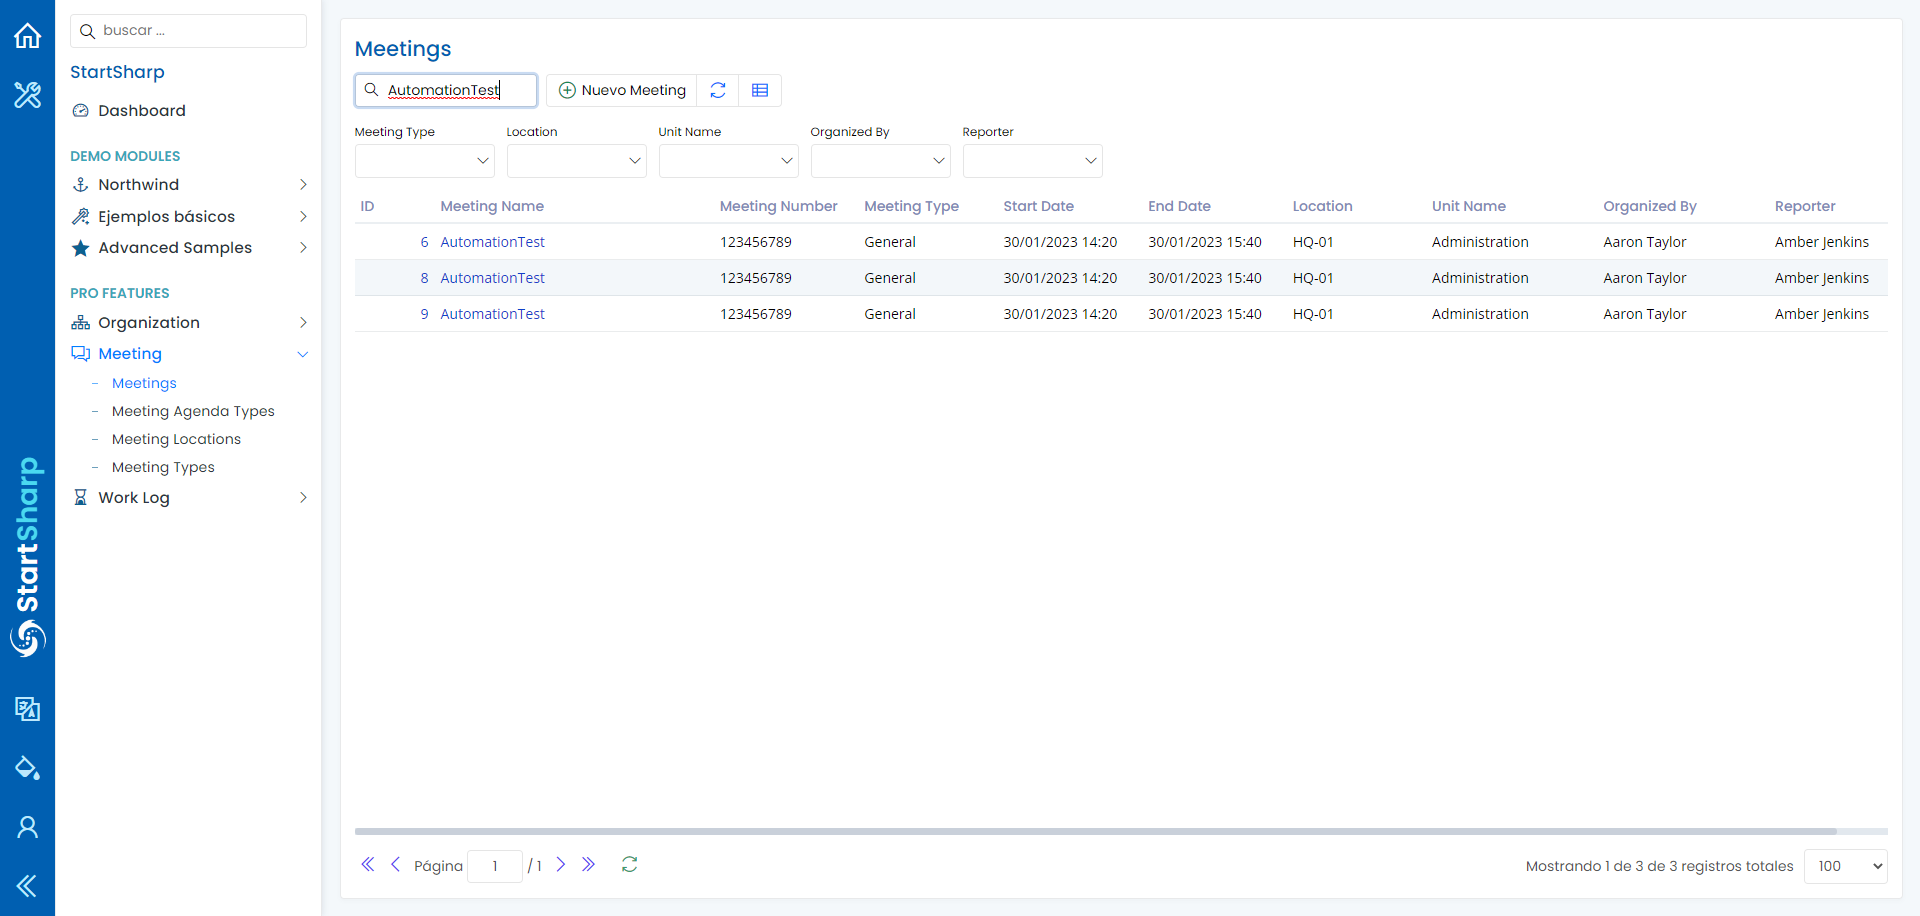 buscar ...
StartSharp
Dashboard
DEMO MODULES
Northwind
Ejemplos básicos
Advanced Samples
PRO FEATURES
Organization
Meeting
- Meetings
- Meeting Agenda Types
- Meeting Locations
- Meeting Types
Work Log
StartSharp
Meetings
AutomationTest
Nuevo Meeting
Meeting Type Location Unit Name Organized By Reporter
ID Meeting Name Meeting Number Meeting Type Start Date End Date Location Unit Name Organized By Reporter
6 AutomationTest 123456789 General 30/01/2023 14:20 30/01/2023 15:40 HQ-01 Administration Aaron Taylor Amber Jenkins
8 AutomationTest 123456789 General 30/01/2023 14:20 30/01/2023 15:40 HQ-01 Administration Aaron Taylor Amber Jenkins
9 AutomationTest 123456789 General 30/01/2023 14:20 30/01/2023 15:40 HQ-01 Administration Aaron Taylor Amber Jenkins
Página 1 / 1
Mostrando 1 de 3 de 3 registros totales 100